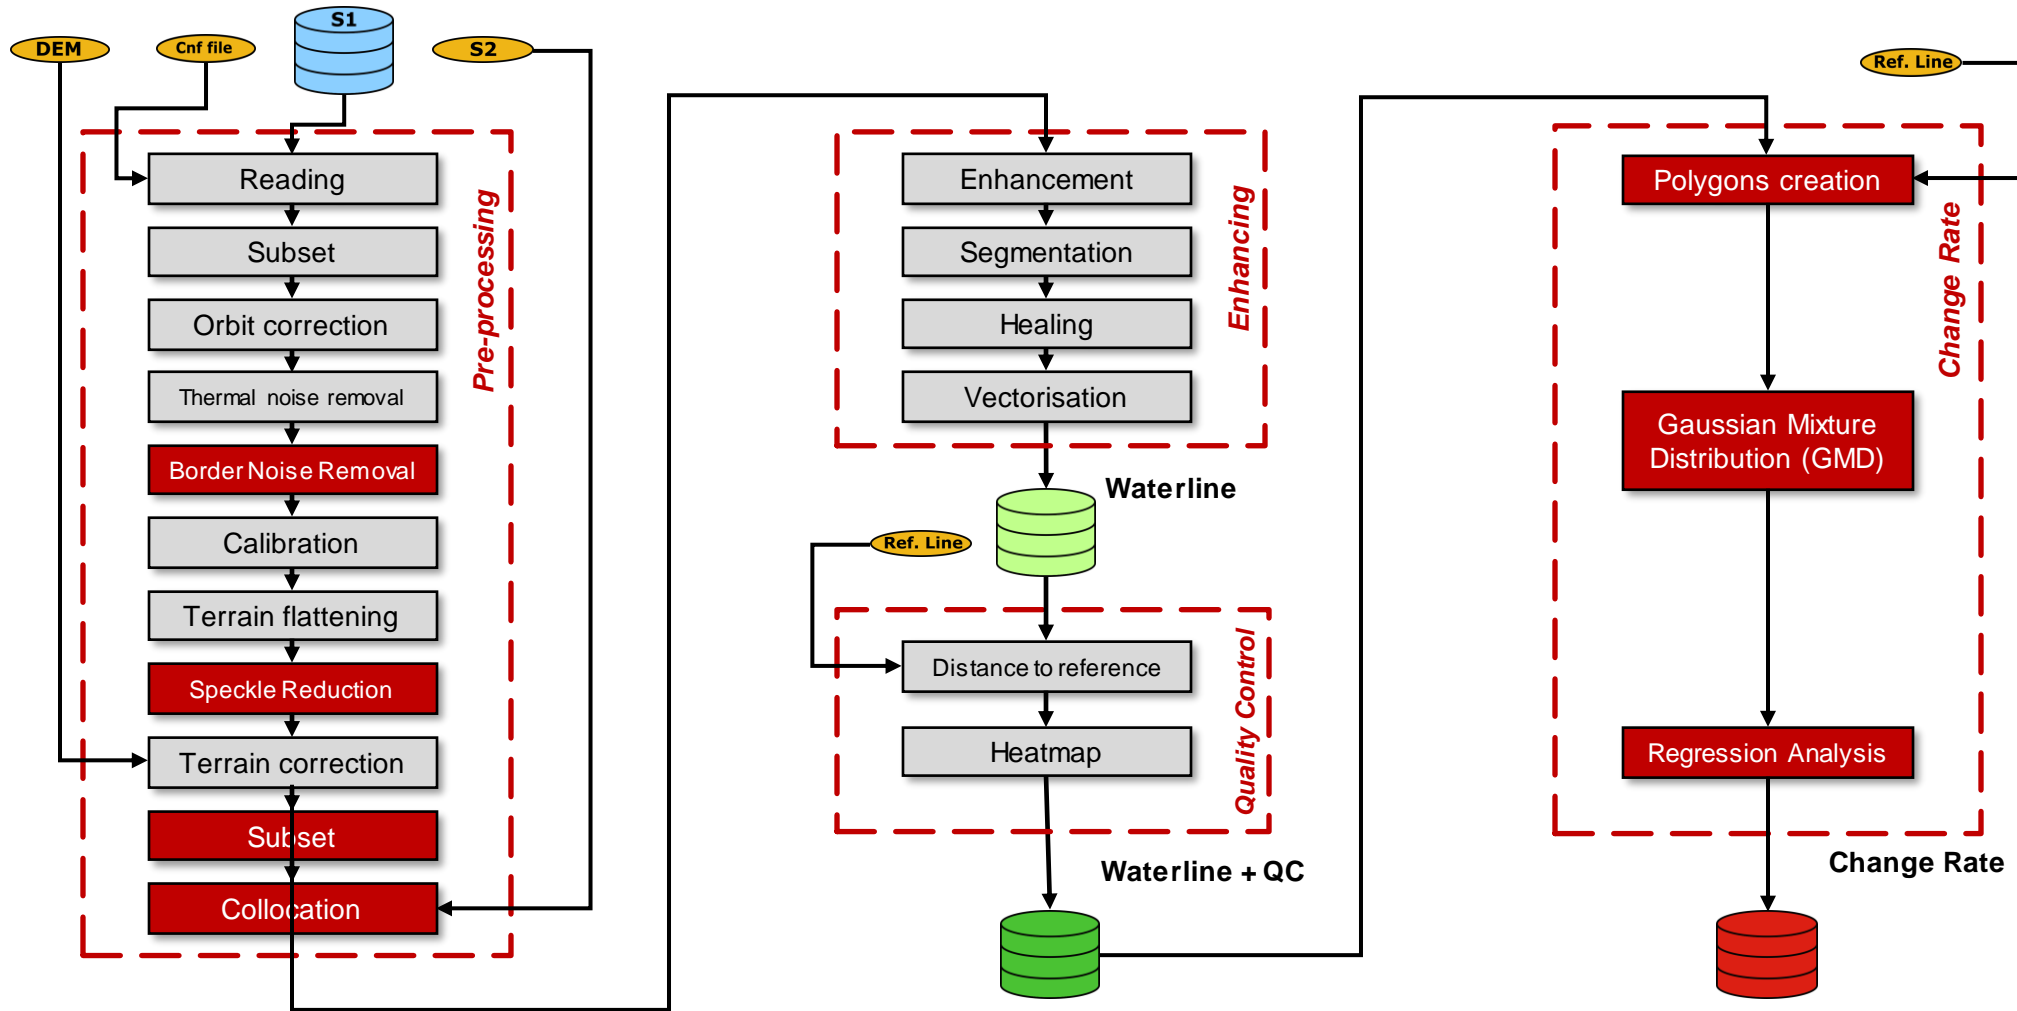 DEM
Cnf file
S1
S2
Reading
Subset
Orbit correction
Thermal noise removal
Border Noise Removal
Calibration
Terrain flattening
Speckle Reduction
Terrain correction
Subset
Collocation
Pre-processing
Enhancement
Segmentation
Healing
Vectorisation
Enhancing
Waterline
Ref. Line
Distance to reference
Heatmap
Quality Control
Waterline + QC
Ref. Line
Polygons creation
Gaussian Mixture
Distribution (GMD)
Regression Analysis
Change Rate
Change Rate